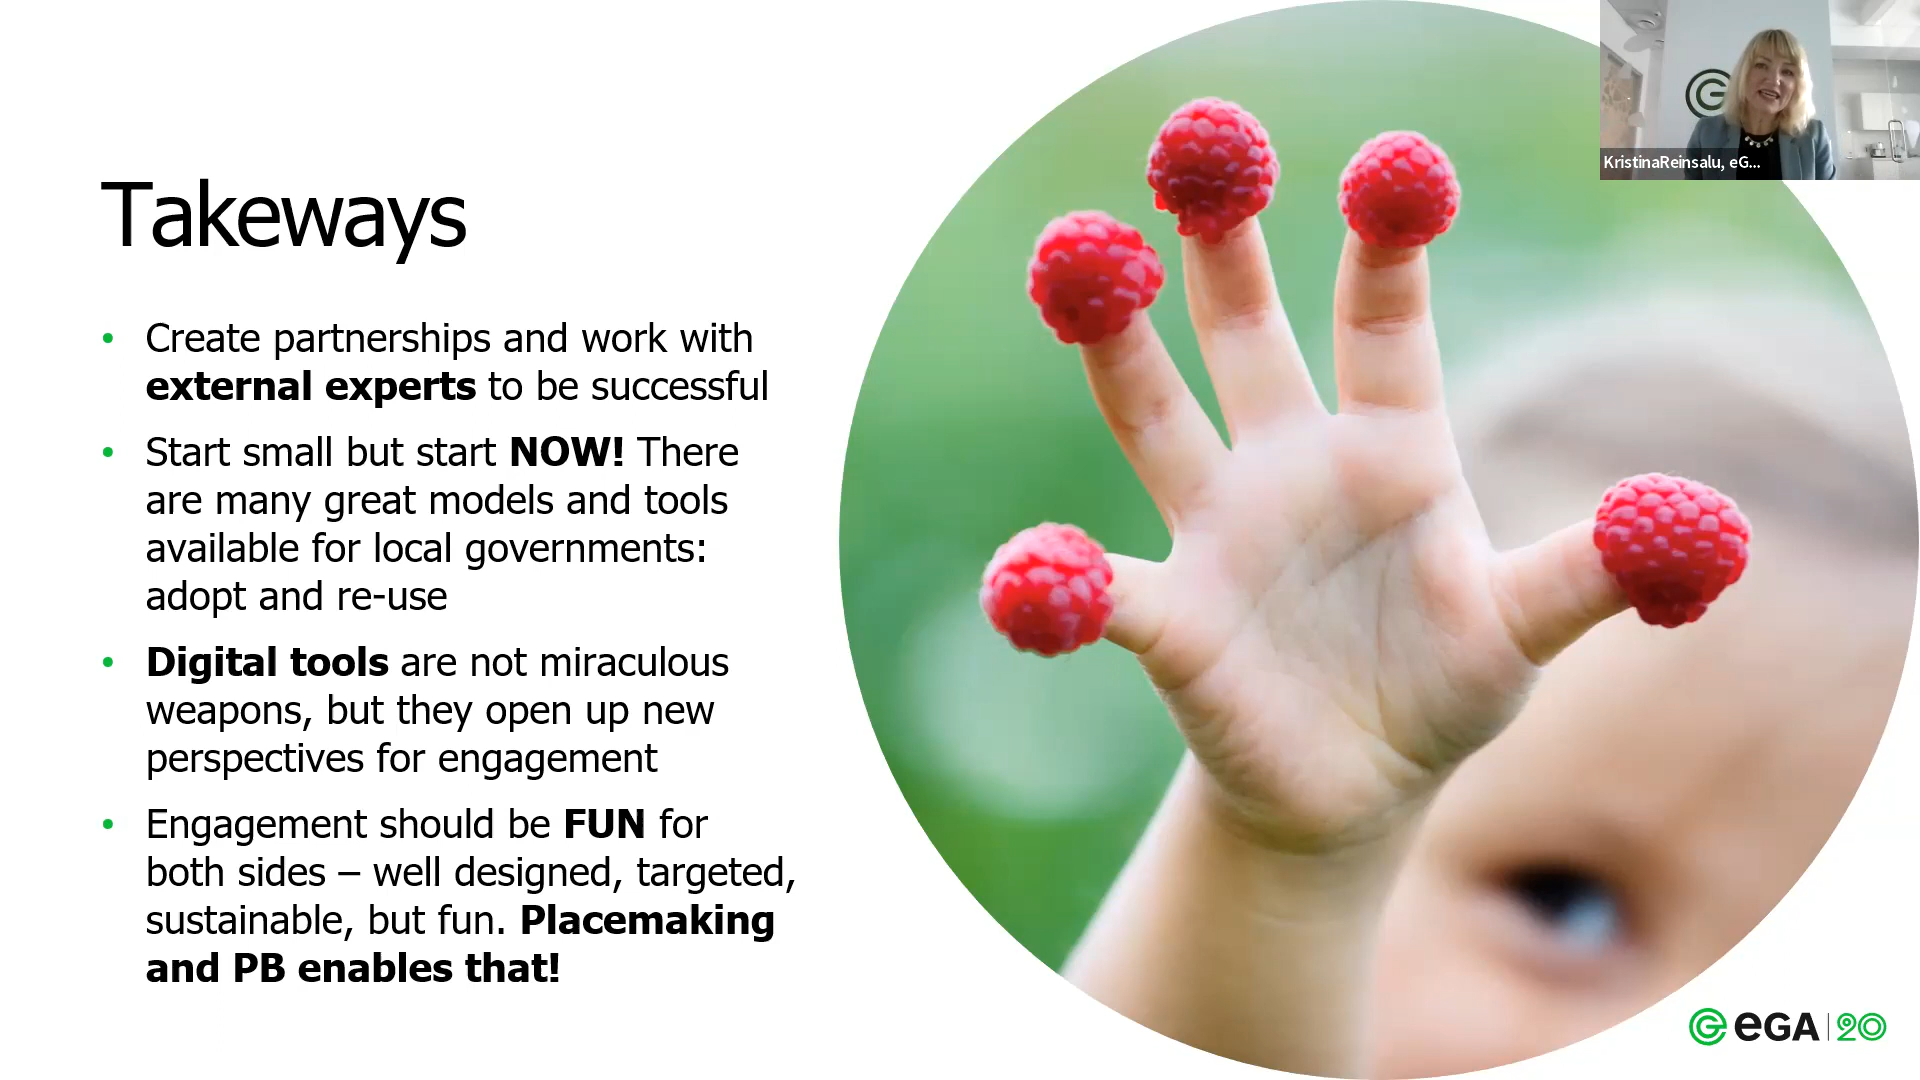 Takeways
• Create partnerships and work with
external experts to be successful
• Start small but start NOW! There
are many great models and tools
available for local governments:
adopt and re-use
• Digital tools are not miraculous
weapons, but they open up new
perspectives for engagement
• Engagement should be FUN for
both sides – well designed, targeted,
sustainable, but fun. Placemaking
and PB enables that!
KristinaReinsalu, eG...
eGA | 20